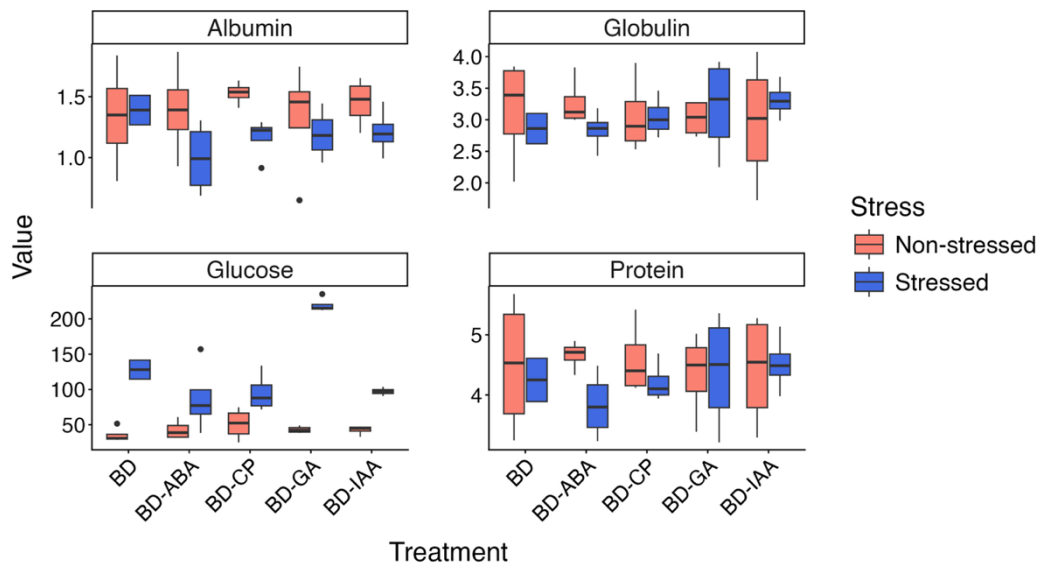 Albumin
Globulin
1.5
1.0
4.0
3.5
3.0
2.5
2.0
Value
Stress
Non-stressed
Stressed
Glucose
Protein
200
150
100
50
5
4
BD
BD-ABA
BD-CP
BD-GA
BD-IAA
BD
BD-ABA
BD-CP
BD-GA
BD-IAA
Treatment